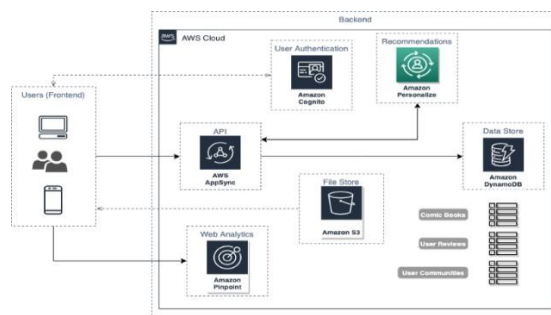 Backend
aws
AWS Cloud
User Authentication
Amazon
Cognito
Recommendations
Amazon
Personalize
Users (Frontend)
API
AWS
AppSync
Data Store
Amazon
DynamoDB
File Store
Amazon S3
Web Analytics
Amazon
Pinpoint
Comic Books
User Reviews
User Communities